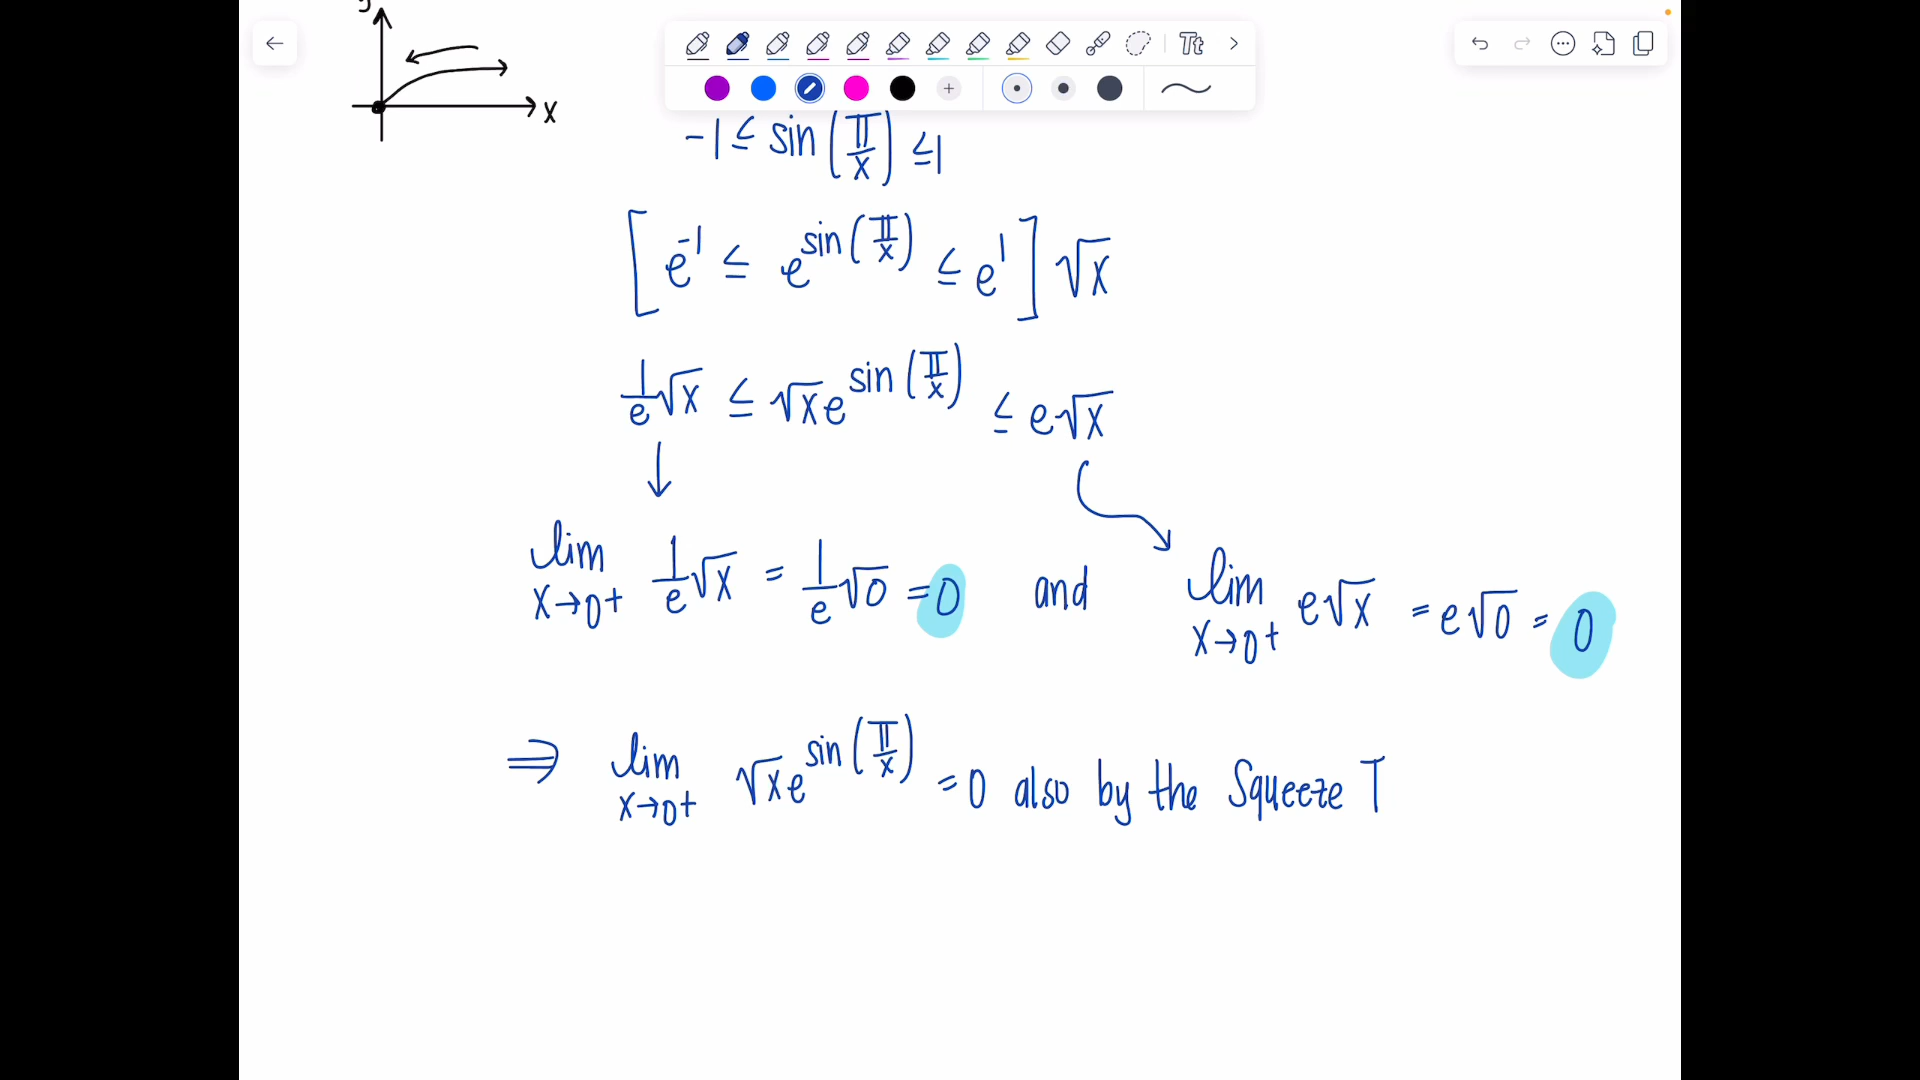 y
x
Tt
-1 ≤ sin(π/x) ≤ 1
[e^-1 ≤ e^sin(π/x) ≤ e^1] √x
1/e √x ≤ √x e^sin(π/x) ≤ e√x
lim x→0+ 1/e √x = 1/e √0 = 0 and lim x→0+ e√x = e√0 = 0
⇒ lim x→0+ √x e^sin(π/x) = 0 also by the Squeeze T